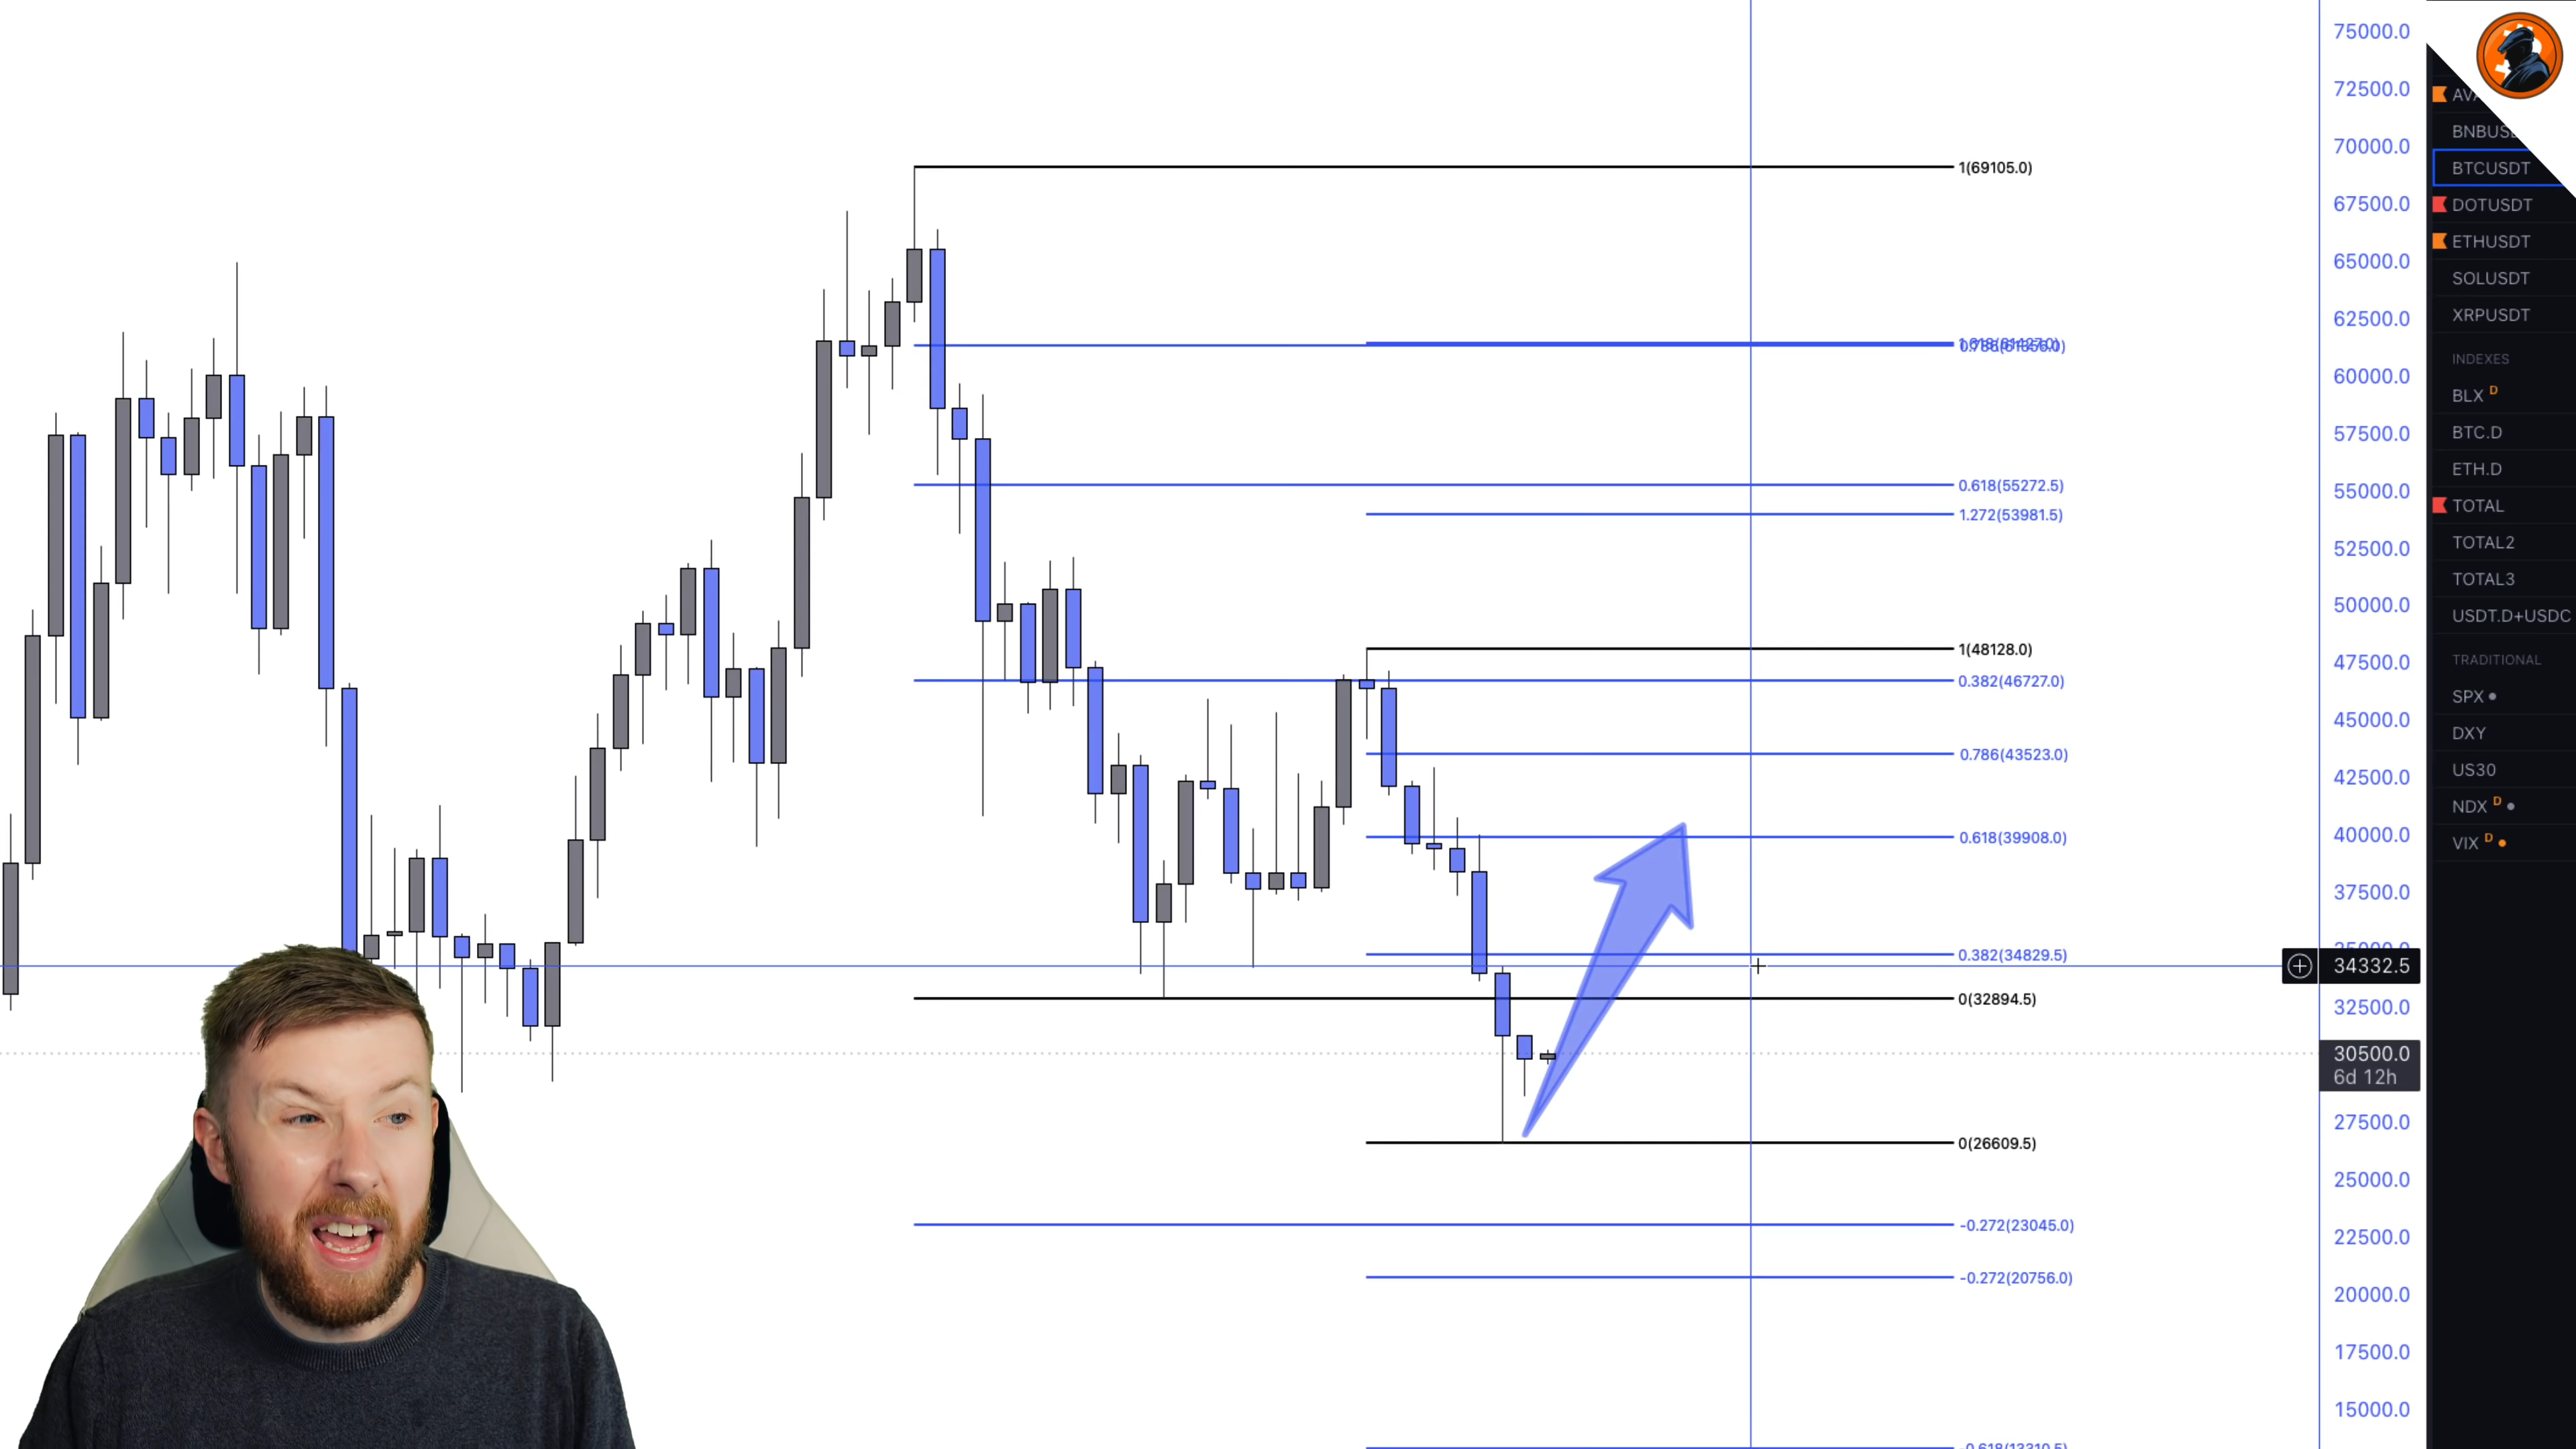 75000.0
72500.0
70000.0
67500.0
65000.0
62500.0
60000.0
57500.0
55000.0
52500.0
50000.0
47500.0
45000.0
42500.0
40000.0
37500.0
34332.5
32500.0
30500.0
6d 12h
27500.0
25000.0
22500.0
20000.0
17500.0
15000.0
1(69105.0)
0.618(55272.5)
1.272(53981.5)
1(48128.0)
0.382(46727.0)
0.786(43523.0)
0.618(39908.0)
0.382(34829.5)
0(32894.5)
0(26609.5)
-0.272(23045.0)
-0.272(20756.0)
BTCUSDT
DOTUSDT
ETHUSDT
SOLUSDT
XRPUSDT
INDEXES
BLX D
BTC.D
ETH.D
TOTAL
TOTAL2
TOTAL3
USDT.D+USDC
TRADITIONAL
SPX
DXY
US30
NDX D
VIX D